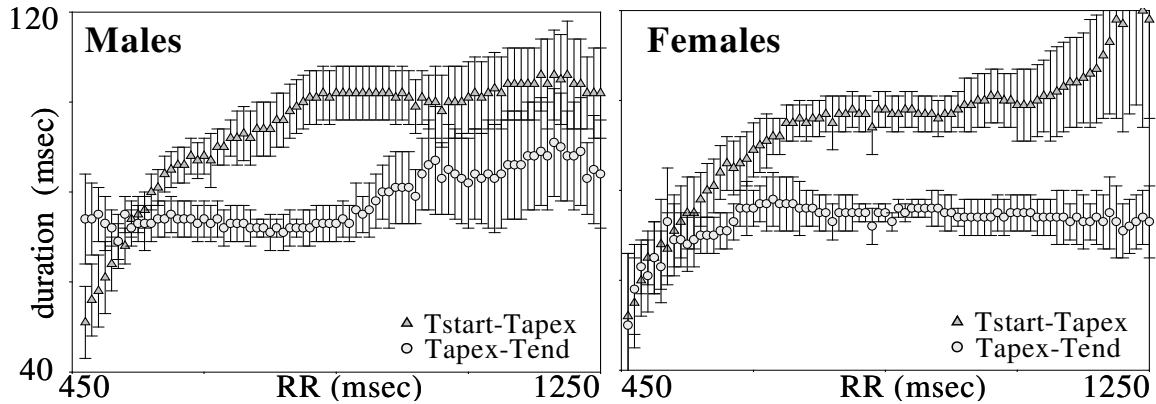 120
Males
Females
duration (msec)
Tstart-Tapex
Tapex-Tend
Tstart-Tapex
Tapex-Tend
40
450 RR (msec) 1250
450 RR (msec) 1250